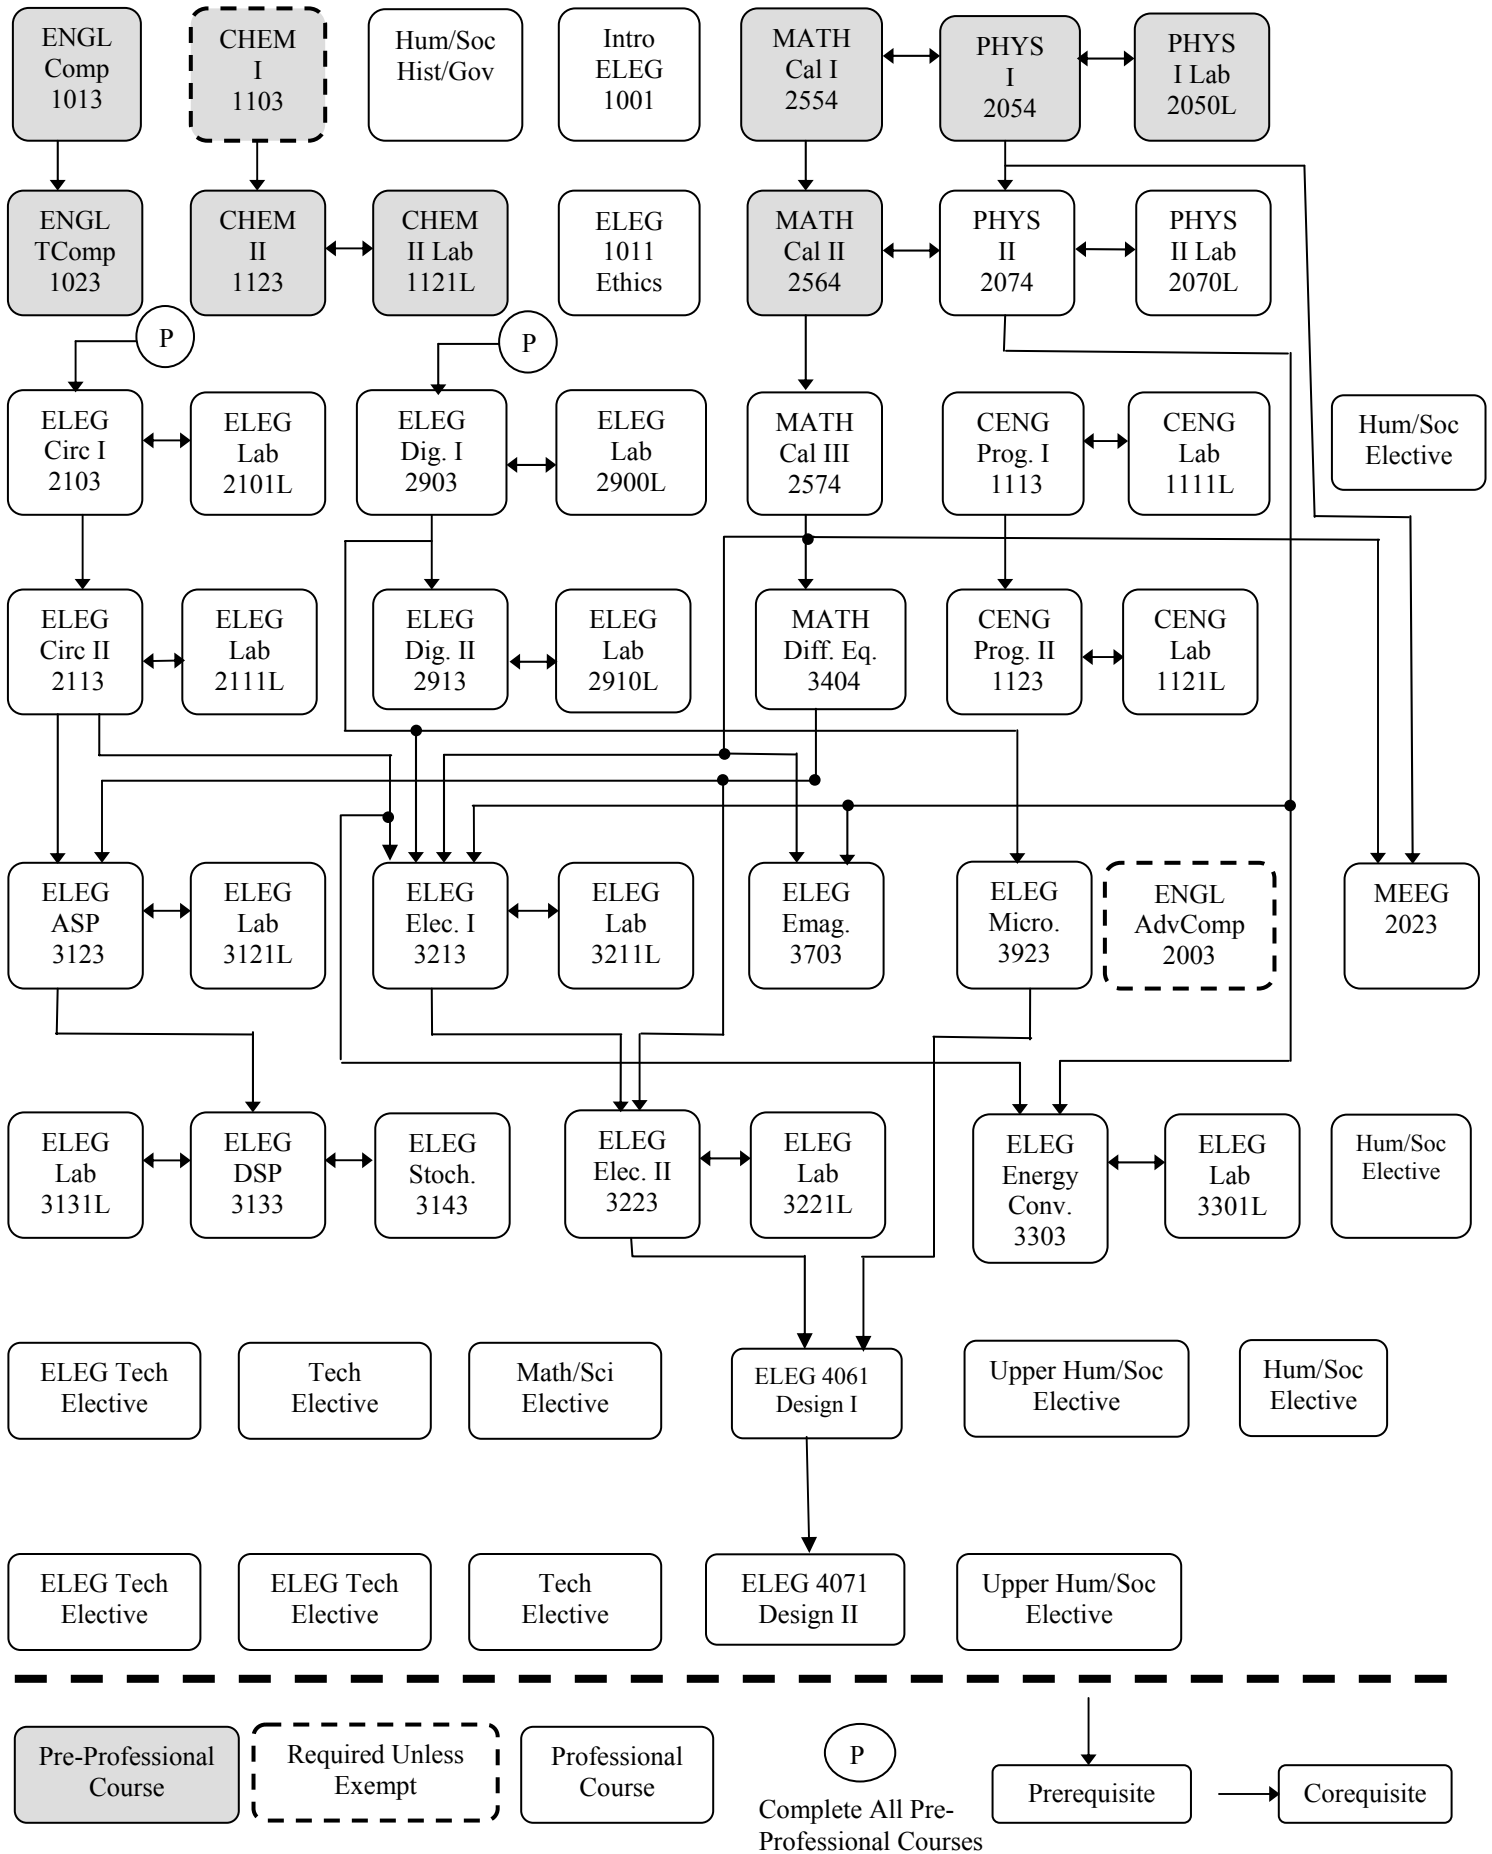 ENGL
Comp
1013
CHEM
I
1103
Hum/Soc
Hist/Gov
Intro
ELEG
1001
MATH
Cal I
2554
PHYS
I
2054
PHYS
I Lab
2050L
ENGL
TComp
1023
CHEM
II
1123
CHEM
II Lab
1121L
ELEG
1011
Ethics
MATH
Cal II
2564
PHYS
II
2074
PHYS
II Lab
2070L
P
P
ELEG
Circ I
2103
ELEG
Lab
2101L
ELEG
Dig. I
2903
ELEG
Lab
2900L
MATH
Cal III
2574
CENG
Prog. I
1113
CENG
Lab
1111L
Hum/Soc
Elective
ELEG
Circ II
2113
ELEG
Lab
2111L
ELEG
Dig. II
2913
ELEG
Lab
2910L
MATH
Diff. Eq.
3404
CENG
Prog. II
1123
CENG
Lab
1121L
ELEG
ASP
3123
ELEG
Lab
3121L
ELEG
Elec. I
3213
ELEG
Lab
3211L
ELEG
Emag.
3703
ELEG
Micro.
3923
ENGL
AdvComp
2003
MEEG
2023
ELEG
Lab
3131L
ELEG
DSP
3133
ELEG
Stoch.
3143
ELEG
Elec. II
3223
ELEG
Lab
3221L
ELEG
Energy
Conv.
3303
ELEG
Lab
3301L
Hum/Soc
Elective
ELEG Tech
Elective
Tech
Elective
Math/Sci
Elective
ELEG 4061
Design I
Upper Hum/Soc
Elective
Hum/Soc
Elective
ELEG Tech
Elective
ELEG Tech
Elective
Tech
Elective
ELEG 4071
Design II
Upper Hum/Soc
Elective
Pre-Professional
Course
Required Unless
Exempt
Professional
Course
P
Complete All Pre-
Professional Courses
Prerequisite
Corequisite